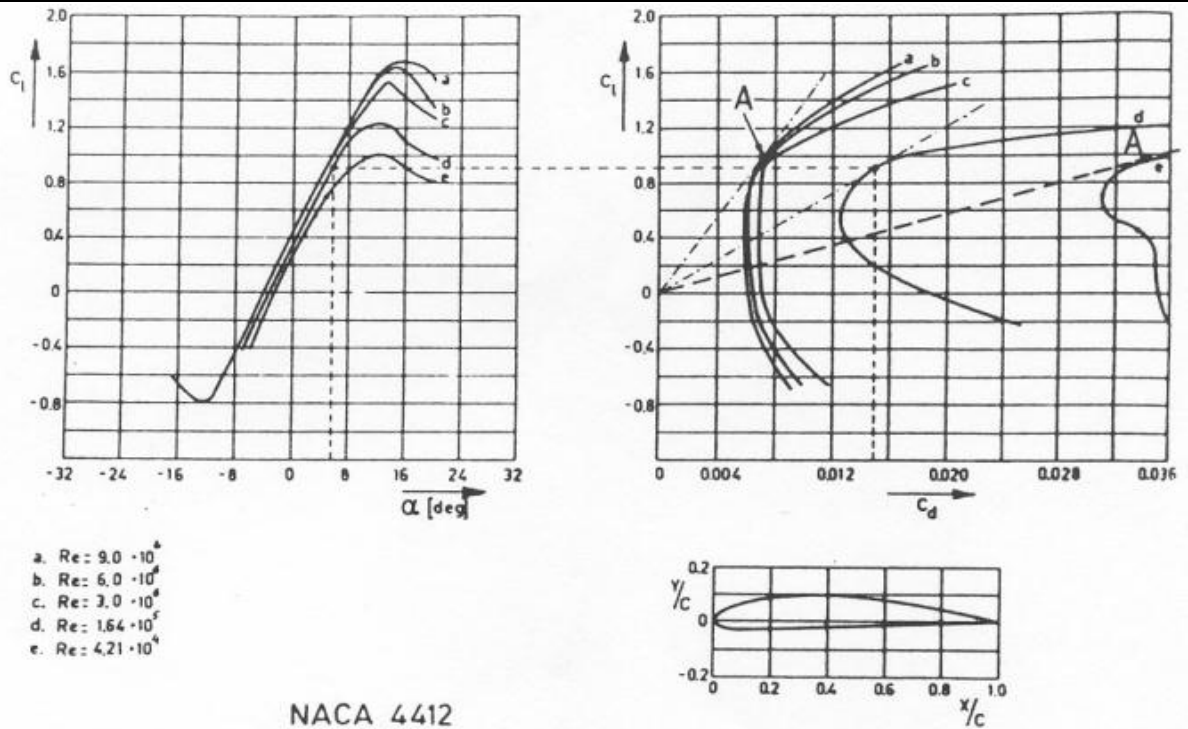 2.0
1.6
1.2
0.8
0.4
0
-0.4
-0.8
C_l
a
b
c
d
e
-32 -24 -16 -8 0 8 16 24 32
α [deg]
2.0
1.6
1.2
0.8
0.4
0
-0.4
-0.8
C_l
A
a
b
c
d
A
e
0 0.004 0.012 0.020 0.028 0.036
C_d
a. Re = 9.0 · 10⁶
b. Re = 6.0 · 10⁶
c. Re = 3.0 · 10⁶
d. Re = 1.64 · 10⁵
e. Re = 4.21 · 10⁴
0.2
Y/C
0
-0.2
0 0.2 0.4 0.6 0.8 1.0
X/C
NACA 4412